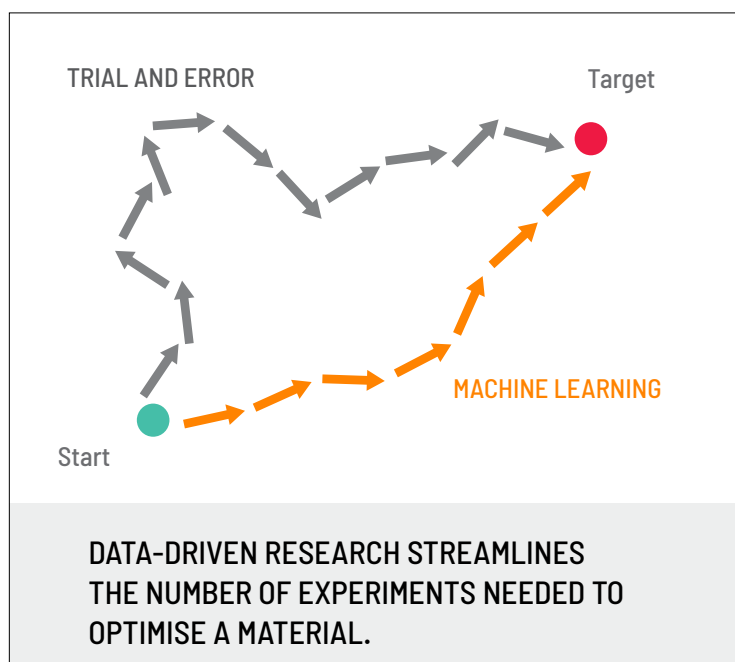 TRIAL AND ERROR
Target
MACHINE LEARNING
Start
DATA-DRIVEN RESEARCH STREAMLINES
THE NUMBER OF EXPERIMENTS NEEDED TO
OPTIMISE A MATERIAL.